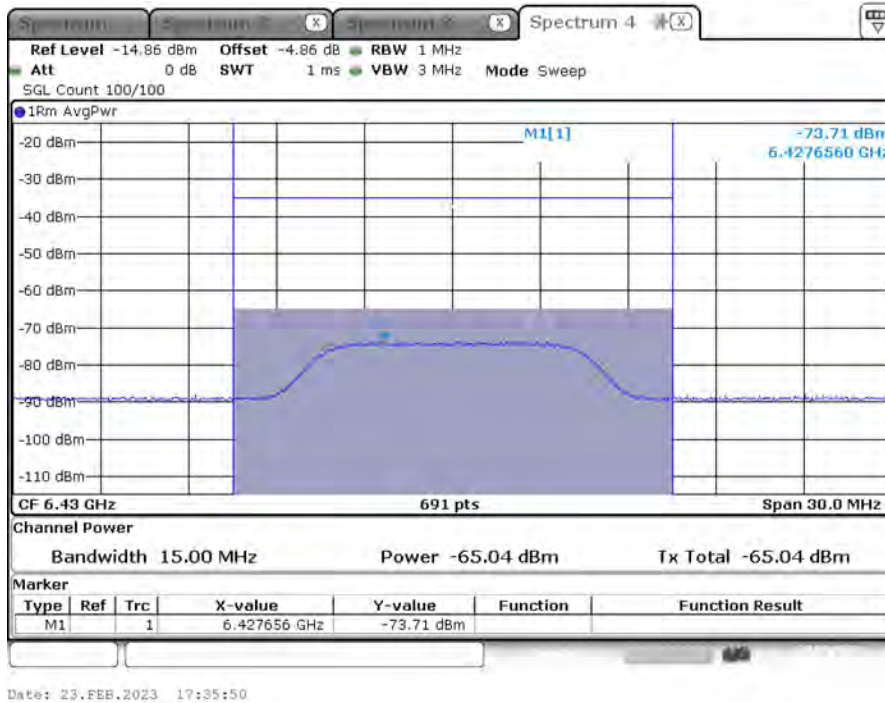 Spectrum 4
Ref Level -14.86 dBm Offset -4.86 dB RBW 1 MHz
Att 0 dB SWT 1 ms VBW 3 MHz Mode Sweep
SGL Count 100/100
1Rm AvgPwr
M1[1] -73.71 dBm
6.4276560 GHz
-20 dBm
-30 dBm
-40 dBm
-50 dBm
-60 dBm
-70 dBm
-80 dBm
-90 dBm
-100 dBm
-110 dBm
CF 6.43 GHz 691 pts Span 30.0 MHz
Channel Power
Bandwidth 15.00 MHz Power -65.04 dBm Tx Total -65.04 dBm
Marker
Type Ref Trc X-value Y-value Function Function Result
M1 1 6.427656 GHz -73.71 dBm
Date: 23.FEB.2023 17:35:50